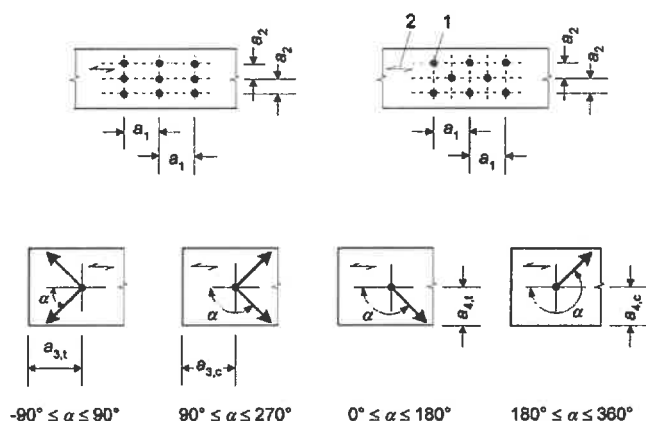 2 1
a₂ a₂ a₂ a₂
a₁ a₁
a₁ a₁
α α α α
a₄,t a₄,c
a₃,t a₃,c
-90° ≤ α ≤ 90° 90° ≤ α ≤ 270° 0° ≤ α ≤ 180° 180° ≤ α ≤ 360°